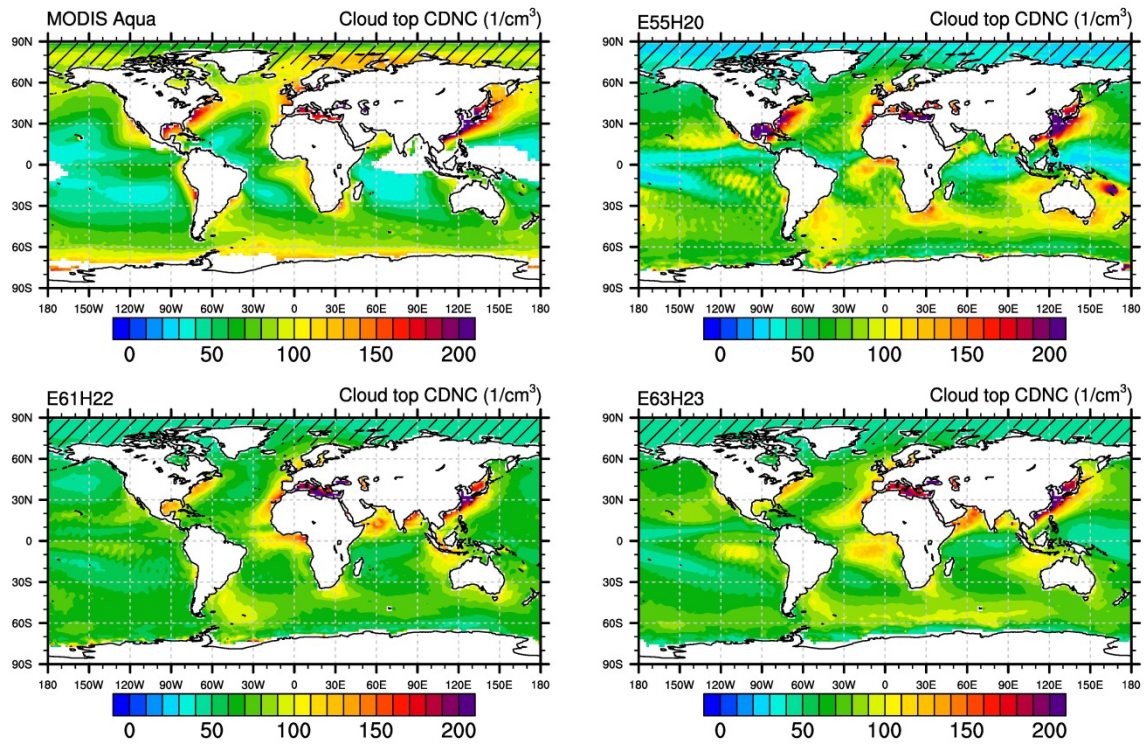 MODIS Aqua Cloud top CDNC (1/cm³)
90N
60N
30N
0
30S
60S
90S
180 150W 120W 90W 60W 30W 0 30E 60E 90E 120E 150E 180
0 50 100 150 200
E55H20 Cloud top CDNC (1/cm³)
90N
60N
30N
0
30S
60S
90S
180 150W 120W 90W 60W 30W 0 30E 60E 90E 120E 150E 180
0 50 100 150 200
E61H22 Cloud top CDNC (1/cm³)
90N
60N
30N
0
30S
60S
90S
180 150W 120W 90W 60W 30W 0 30E 60E 90E 120E 150E 180
0 50 100 150 200
E63H23 Cloud top CDNC (1/cm³)
90N
60N
30N
0
30S
60S
90S
180 150W 120W 90W 60W 30W 0 30E 60E 90E 120E 150E 180
0 50 100 150 200